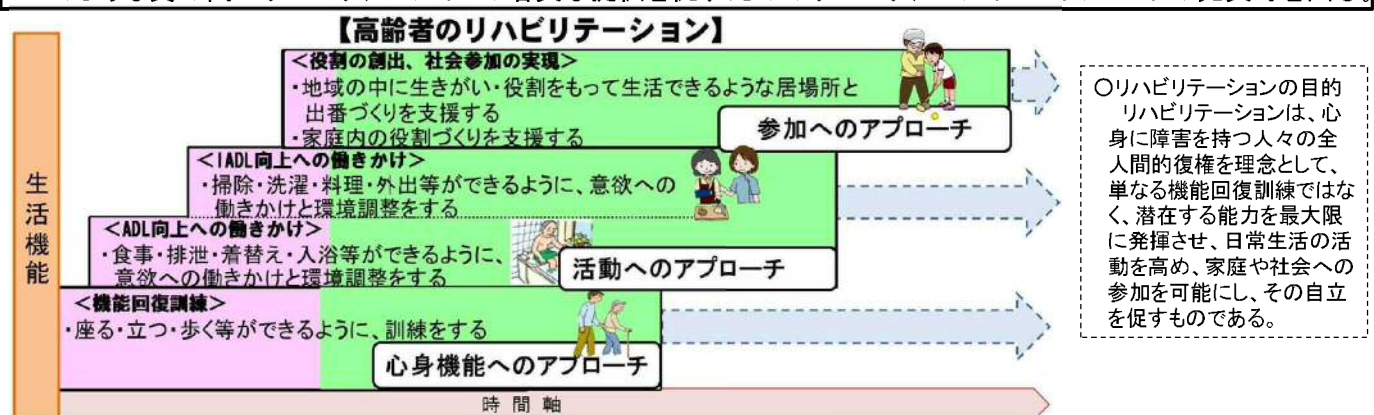 【高齢者のリハビリテーション】
＜役割の創出、社会参加の実現＞
・地域の中に生きがい・役割をもって生活できるような居場所と
出番づくりを支援する
・家庭内の役割づくりを支援する
参加へのアプローチ
＜IADL向上への働きかけ＞
・掃除・洗濯・料理・外出等ができるように、意欲への
働きかけと環境調整をする
＜ADL向上への働きかけ＞
・食事・排泄・着替え・入浴等ができるように、
意欲への働きかけと環境調整をする
活動へのアプローチ
＜機能回復訓練＞
・座る・立つ・歩く等ができるように、訓練をする
心身機能へのアプローチ
生活機能
時間軸
○リハビリテーションの目的
リハビリテーションは、心
身に障害を持つ人々の全
人間的復権を理念として、
単なる機能回復訓練ではな
く、潜在する能力を最大限
に発揮させ、日常生活の活
動を高め、家庭や社会への
参加を可能にし、その自立
を促すものである。